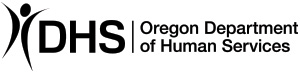 DHS
Oregon Department
of Human Services